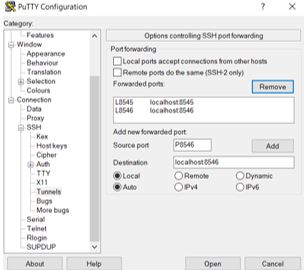 PuTTY Configuration
?
Category:
Features
Window
Appearance
Behaviour
Translation
Selection
Colours
Connection
Data
Proxy
SSH
Kex
Host keys
Cipher
Auth
TTY
X11
Tunnels
Bugs
More bugs
Serial
Telnet
Rlogin
SUPDUP
Options controlling SSH port forwarding
Port forwarding
Local ports accept connections from other hosts
Remote ports do the same (SSH-2 only)
Forwarded ports:
Remove
L8545 localhost:8545
L8546 localhost:8546
Add new forwarded port:
Source port P8546 Add
Destination localhost:8546
Local Remote Dynamic
Auto IPv4 IPv6
About Help Open Cancel